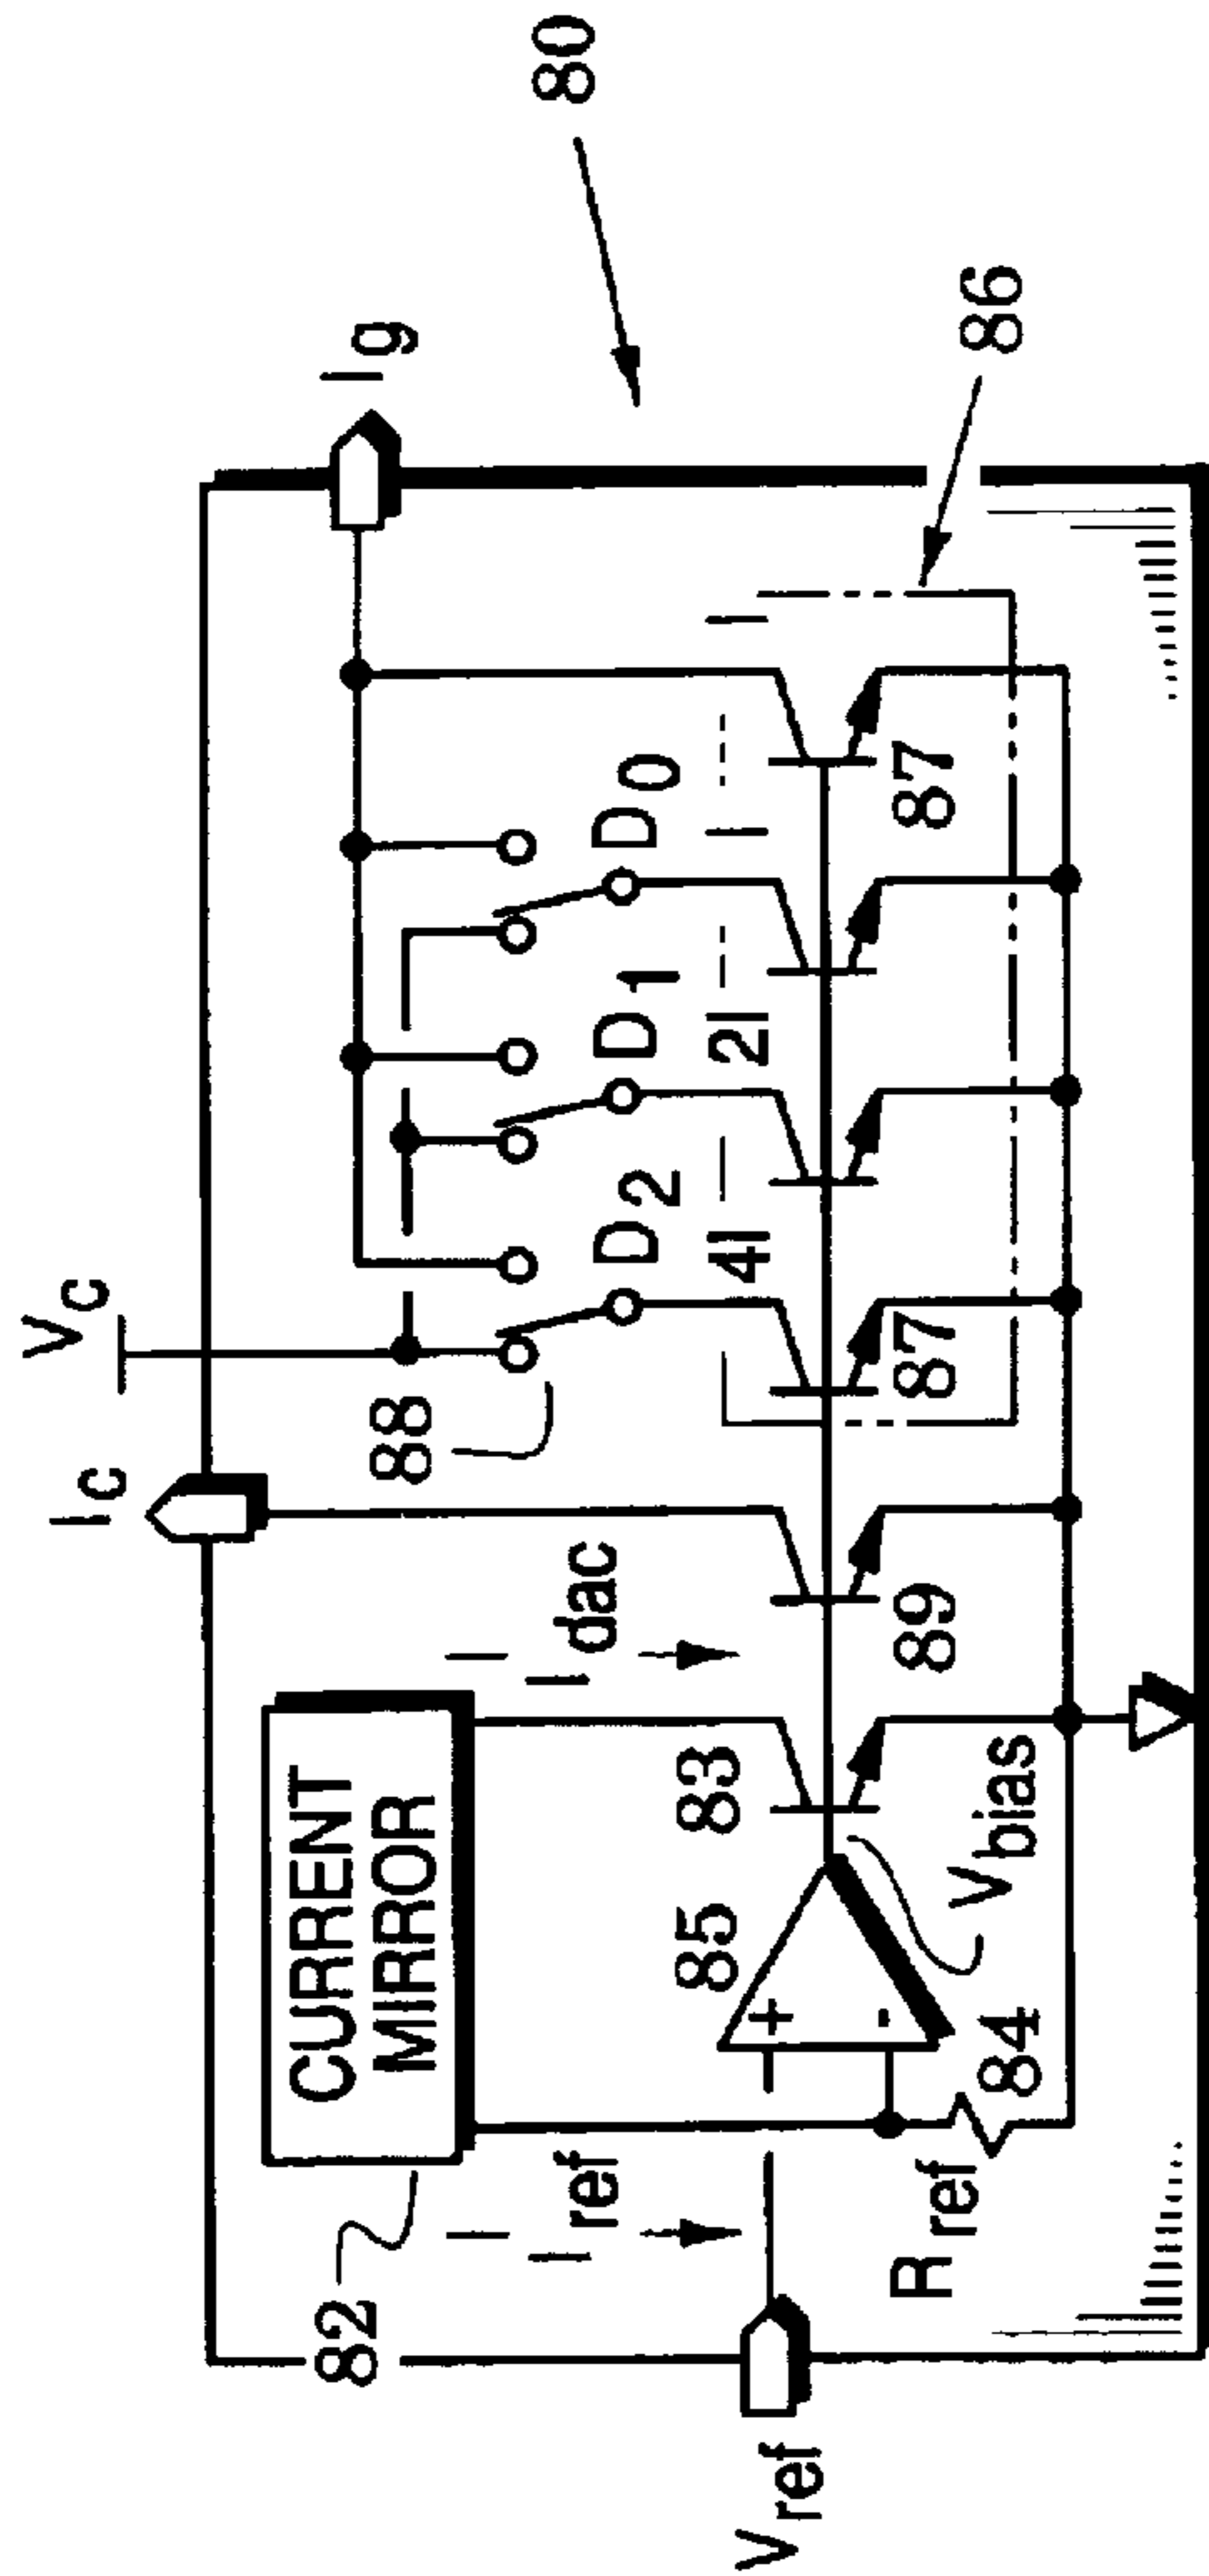 80
Vc
Ic
Ig
CURRENT
MIRROR
82
88
Iref
Idac
D2
D1
D0
4I
2I
I
I
86
85
83
89
87
87
+
-
Vref
Rref
84
Vbias